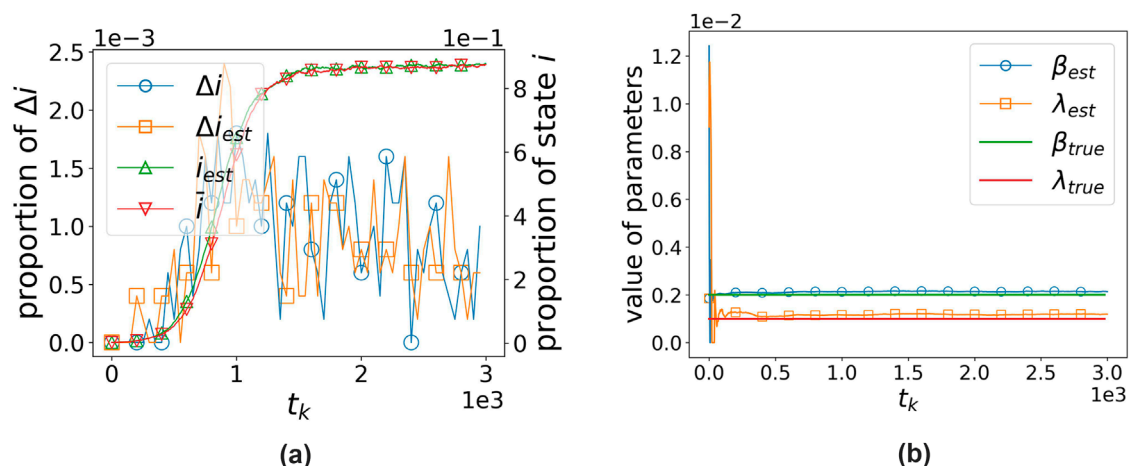 1e−3
1e−1
proportion of Δi
2.5
2.0
1.5
1.0
0.5
0.0
Δi
Δi_est
i_est
i̅
8
6
4
2
0
proportion of state i
0
1
2
3
1e3
t_k
(a)
1e−2
value of parameters
1.2
1.0
0.8
0.6
0.4
0.2
0.0
β_est
λ_est
β_true
λ_true
0.0
0.5
1.0
1.5
2.0
2.5
3.0
1e3
t_k
(b)